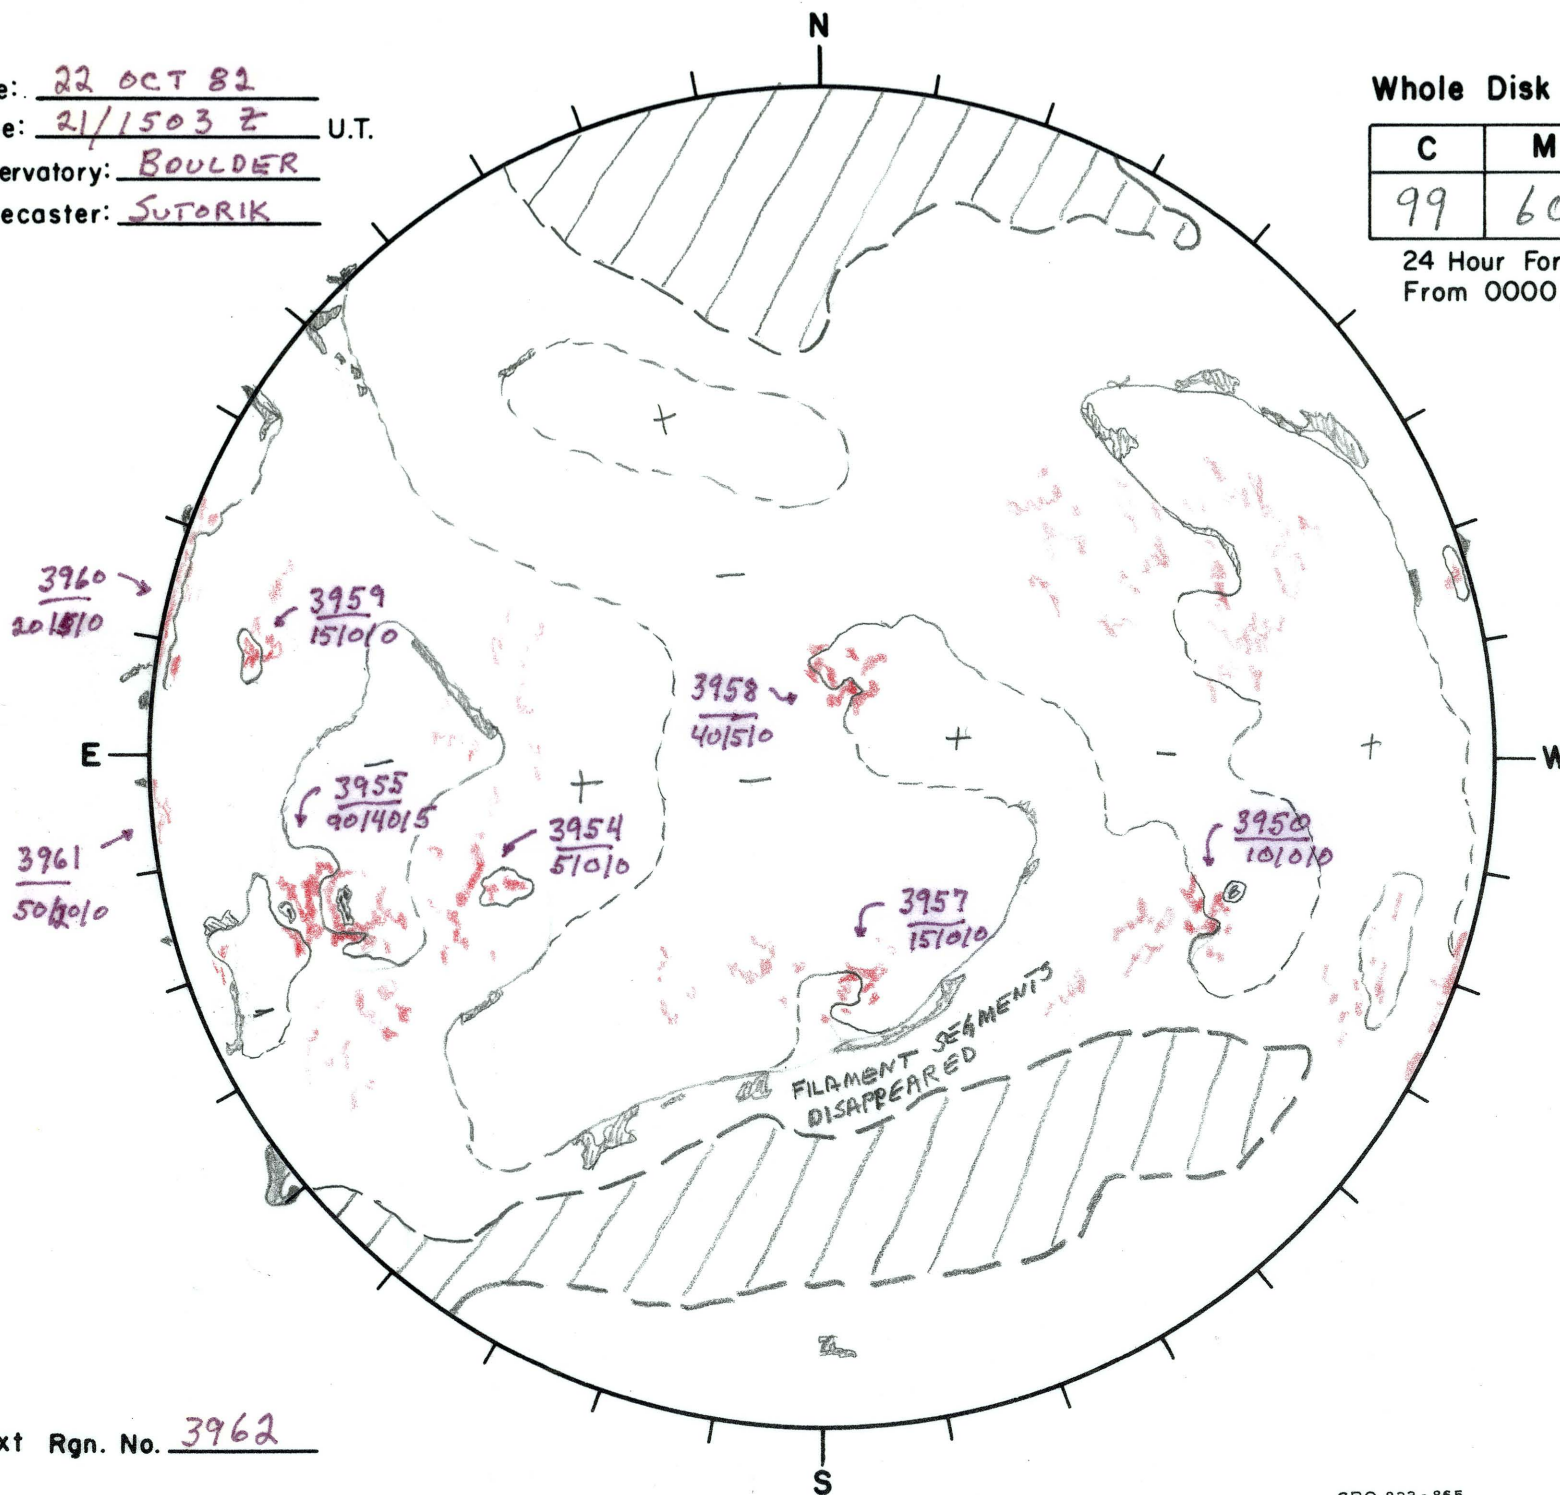 N
e: 22 OCT 82
e: 21/1503 Z U.T.
ervatory: BOULDER
ecaster: SUTORIK
Whole Disk
C M
99
24 Hour For
From 0000
3960
3959
15/0/0
3958
40/5/0
E
W
3955
90/40/5
3954
5/0/0
3950
10/0/0
B
3961
3957
15/0/0
FILAMENT SEGMENTS
DISAPPEARED
xt Rgn. No. 3962
S